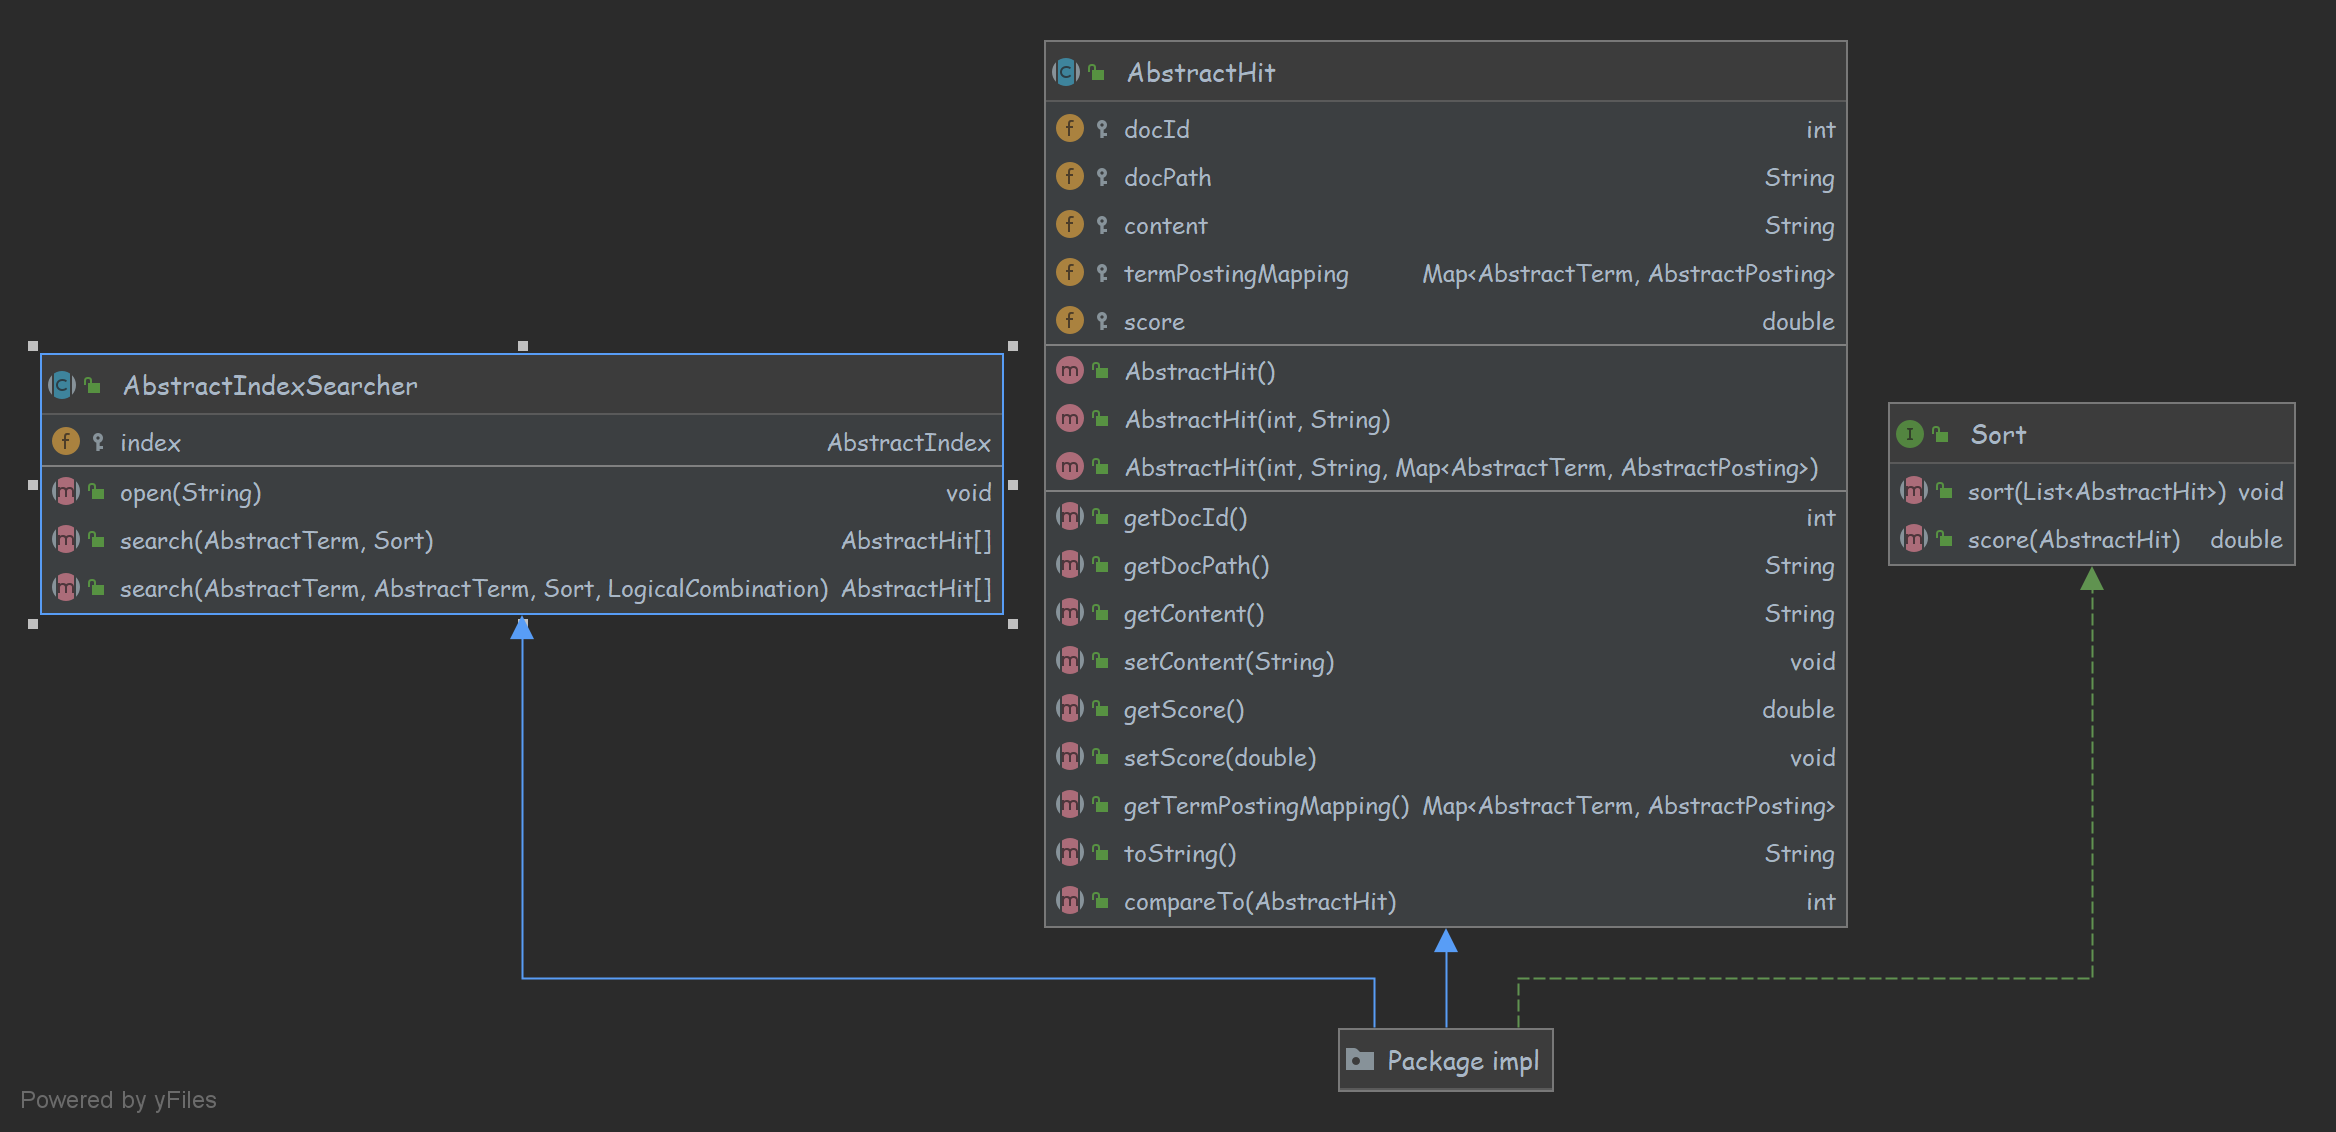 AbstractIndexSearcher
index AbstractIndex
open(String) void
search(AbstractTerm, Sort) AbstractHit[]
search(AbstractTerm, AbstractTerm, Sort, LogicalCombination) AbstractHit[]
AbstractHit
docId int
docPath String
content String
termPostingMapping Map<AbstractTerm, AbstractPosting>
score double
AbstractHit()
AbstractHit(int, String)
AbstractHit(int, String, Map<AbstractTerm, AbstractPosting>)
getDocId() int
getDocPath() String
getContent() String
setContent(String) void
getScore() double
setScore(double) void
getTermPostingMapping() Map<AbstractTerm, AbstractPosting>
toString() String
compareTo(AbstractHit) int
Sort
sort(List<AbstractHit>) void
score(AbstractHit) double
Package impl
Powered by yFiles